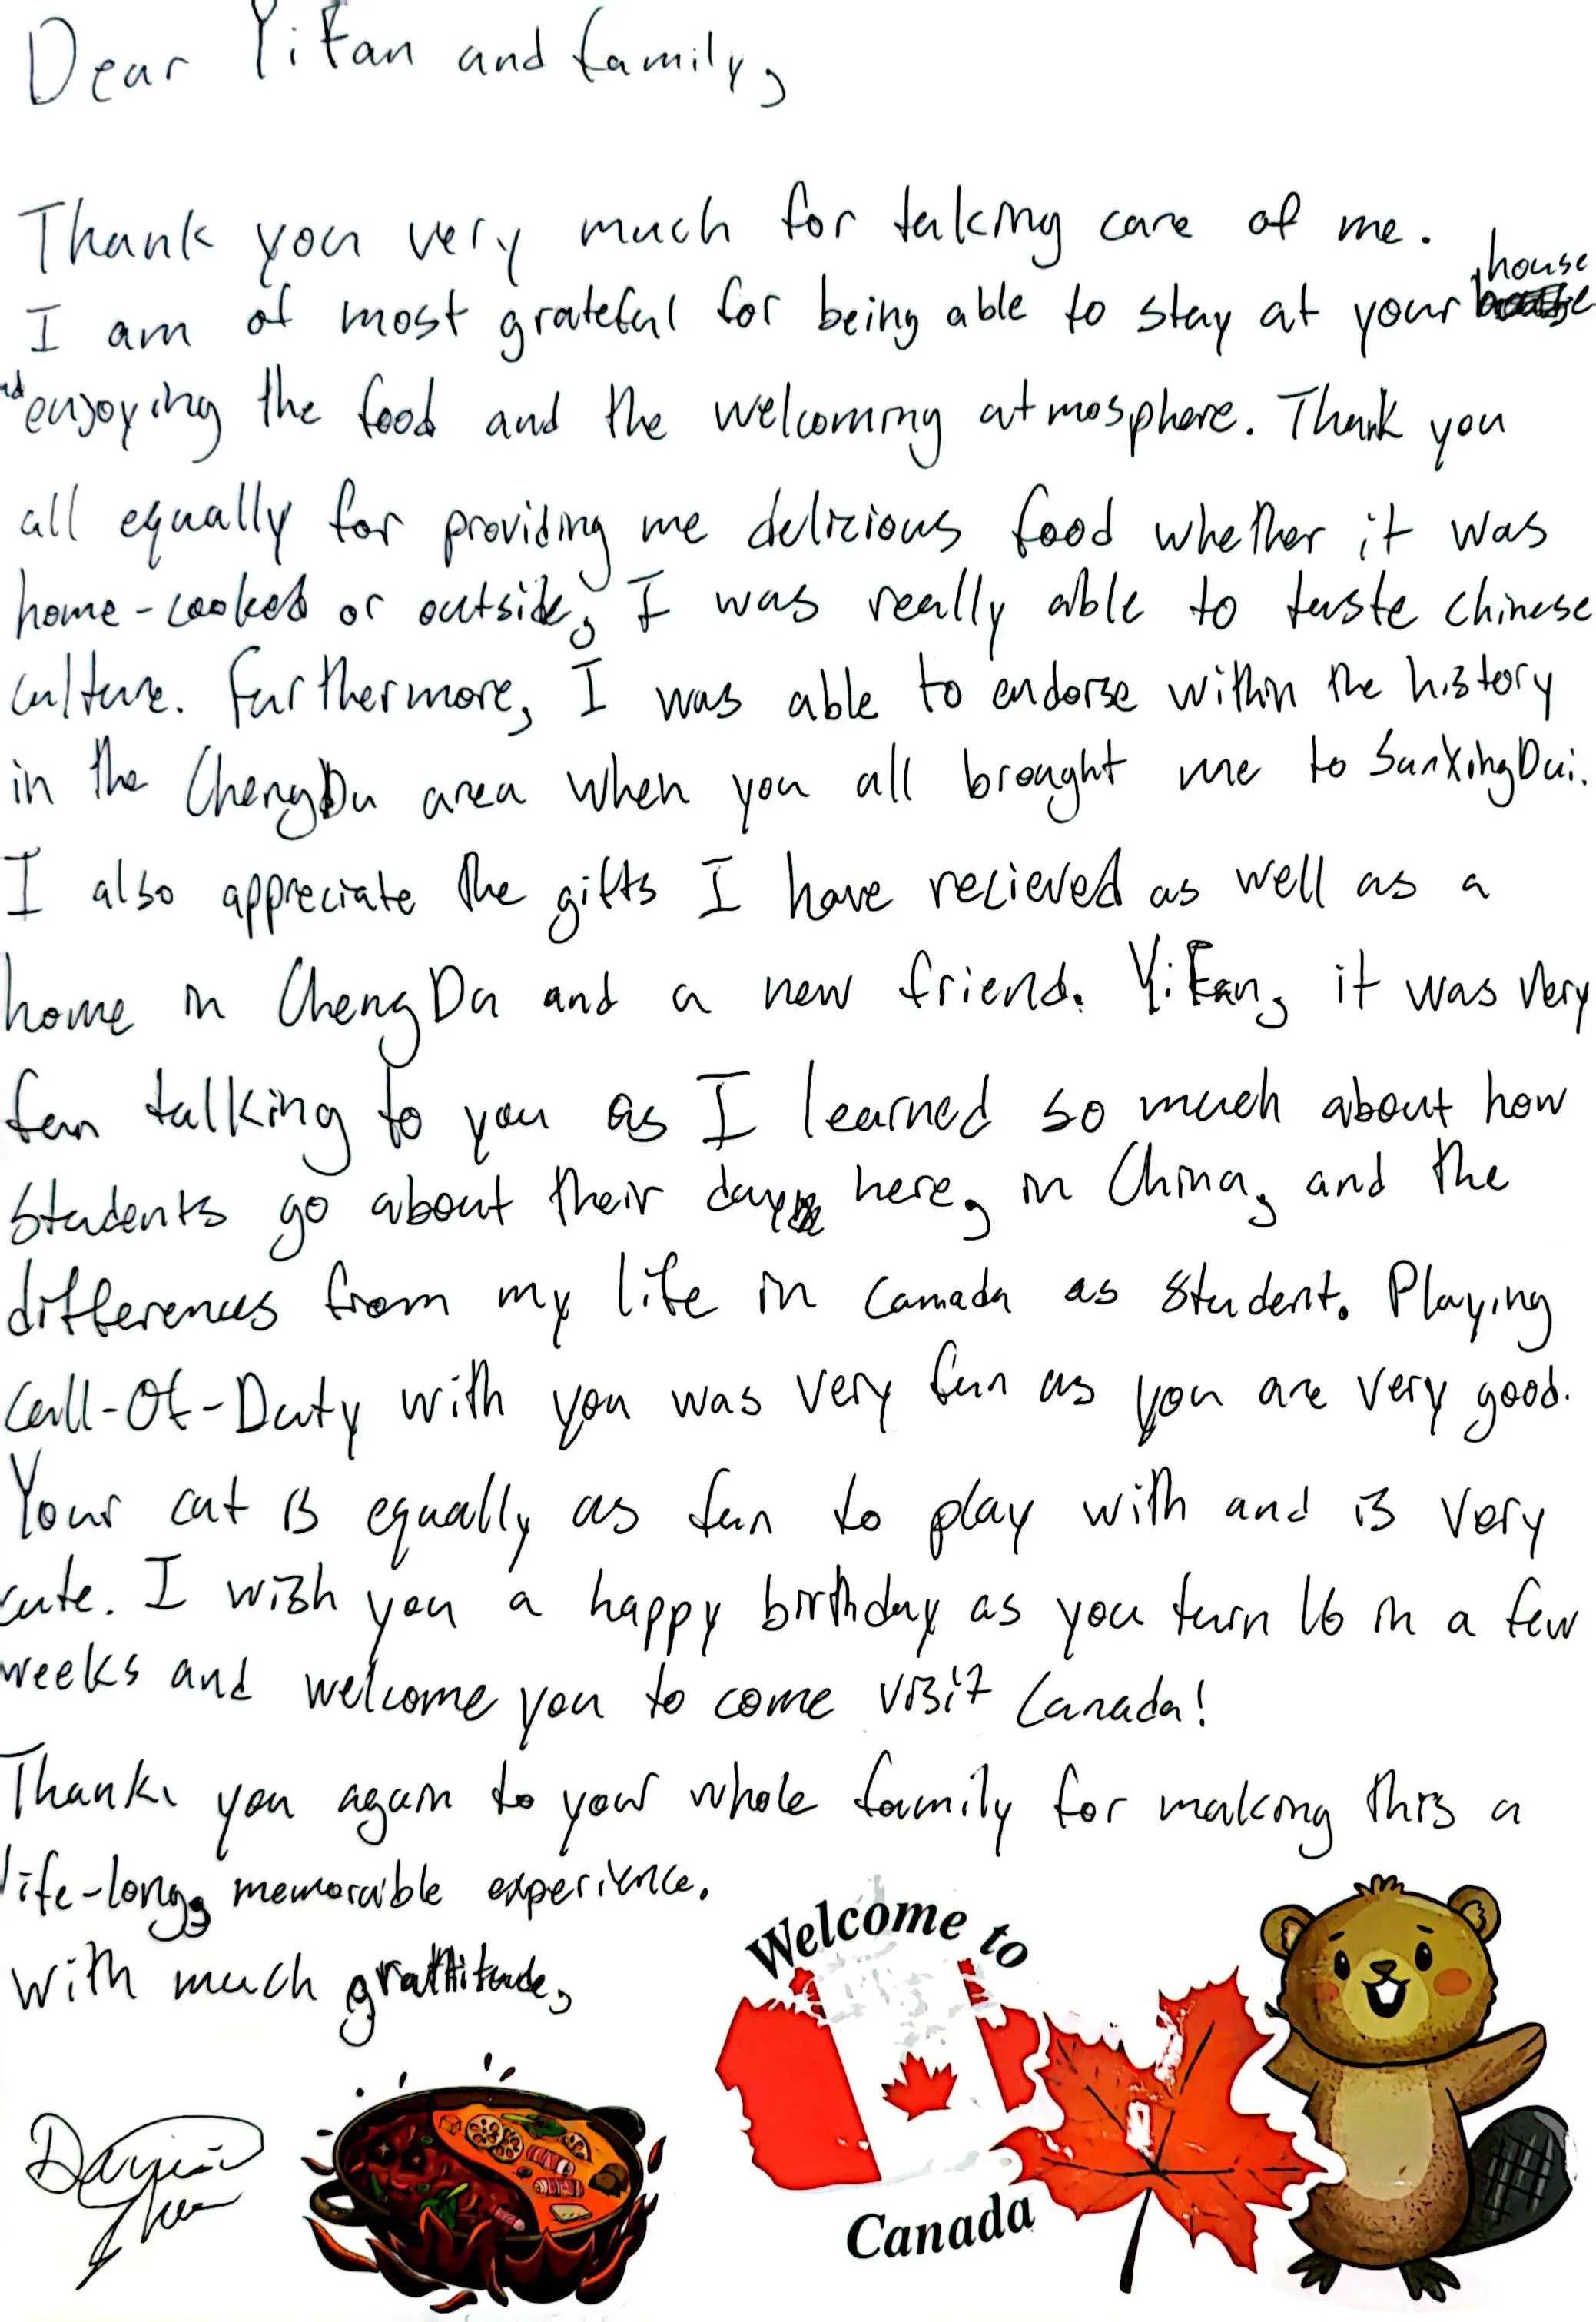 Dear YiFan and family,
Thank you very much for taking care of me.
house
I am of most grateful for being able to stay at your
and enjoying the food and the welcoming atmosphere. Thank you
all equally for providing me delicious food whether it was
home-cooked or outside, I was really able to taste chinese
culture. Furthermore, I was able to endorse within the history
in the ChengDu area when you all brought me to SanXingDui.
I also appreciate the gifts I have recieved as well as a
home in ChengDu and a new friend. YiFan, it was very
fun talking to you as I learned so much about how
students go about their day here, in China, and the
differences from my life in Canada as student. Playing
Call-Of-Duty with you was very fun as you are very good.
Your cat is equally as fun to play with and is very
cute. I wish you a happy birthday as you turn 16 in a few
weeks and welcome you to come visit Canada!
Thank you again to your whole family for making this a
life-long, memorable experience.
With much grattitude,
Welcome to
Canada